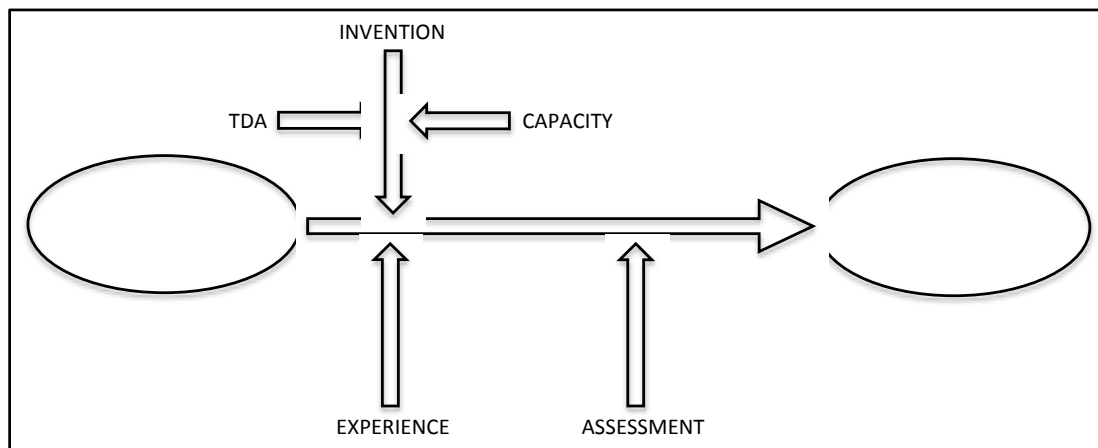 INVENTION
TDA
CAPACITY
EXPERIENCE
ASSESSMENT